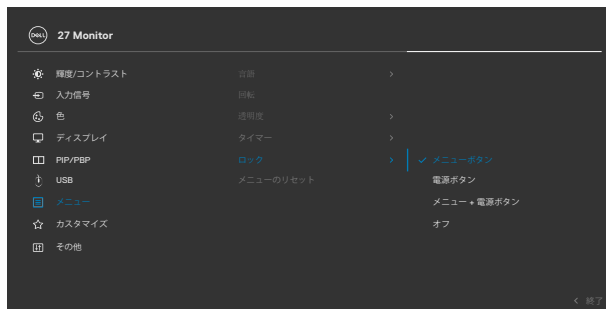 DELL 27 Monitor
輝度/コントラスト 言語
入力信号 回転
色 透明度
ディスプレイ タイマー
PIP/PBP ロック メニューボタン
USB メニューのリセット 電源ボタン
メニュー メニュー + 電源ボタン
カスタマイズ オフ
その他
終了